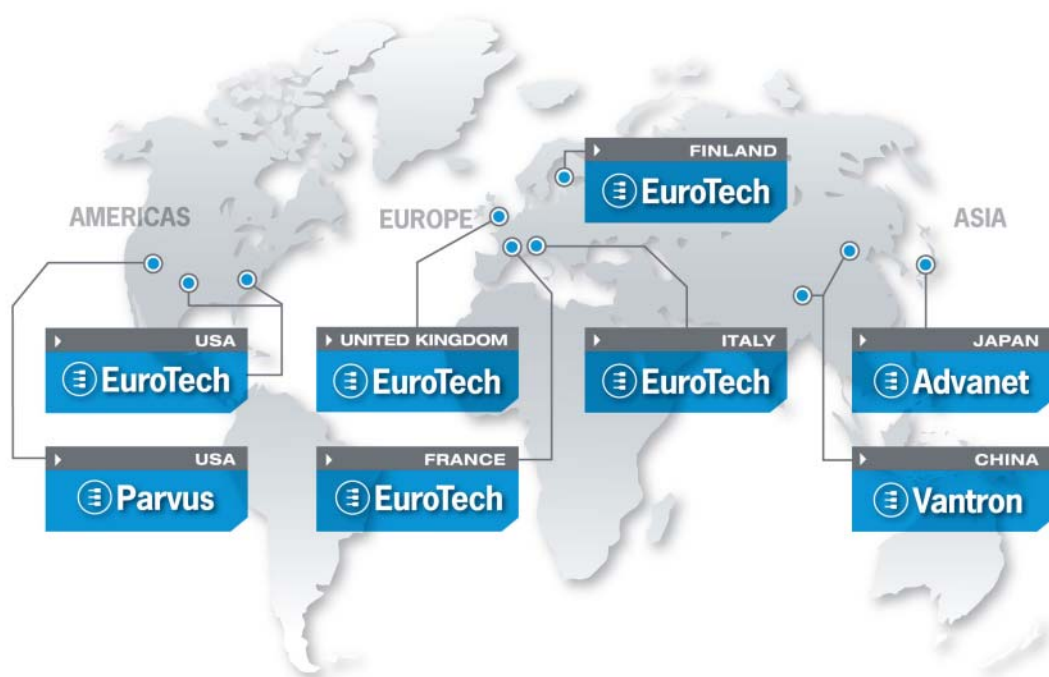 FINLAND
EuroTech
AMERICAS
EUROPE
ASIA
USA
EuroTech
UNITED KINGDOM
EuroTech
ITALY
EuroTech
JAPAN
Advanet
USA
Parvus
FRANCE
EuroTech
CHINA
Vantron